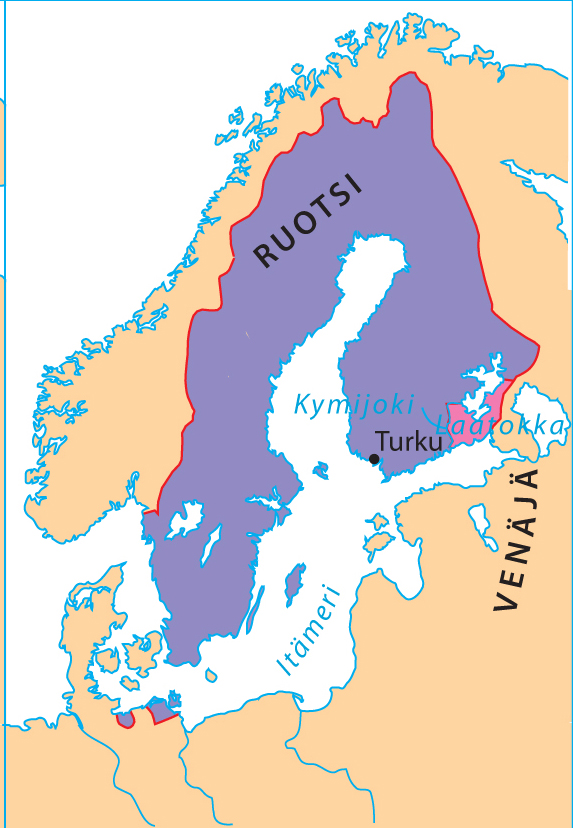 RUOTSI
Kymijoki
Laatokka
Turku
VENÄJÄ
Itämeri